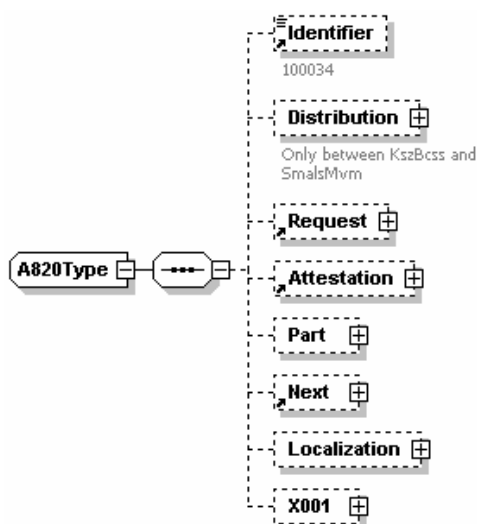 Identifier
100034
Distribution
Only between KszBcss and
SmalsMvm
Request
A820Type
Attestation
Part
Next
Localization
X001